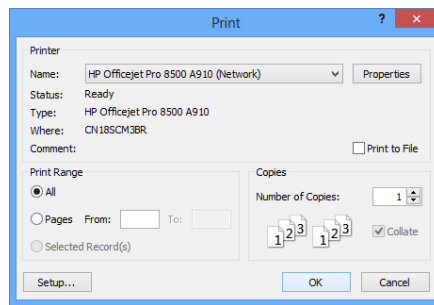 Print
?
Printer
Name: HP Officejet Pro 8500 A910 (Network) Properties
Status: Ready
Type: HP Officejet Pro 8500 A910
Where: CN18SCM3BR
Comment: Print to File
Print Range
All
Pages From: To:
Selected Record(s)
Copies
Number of Copies: 1
1 2 3 1 2 3
Collate
Setup... OK Cancel